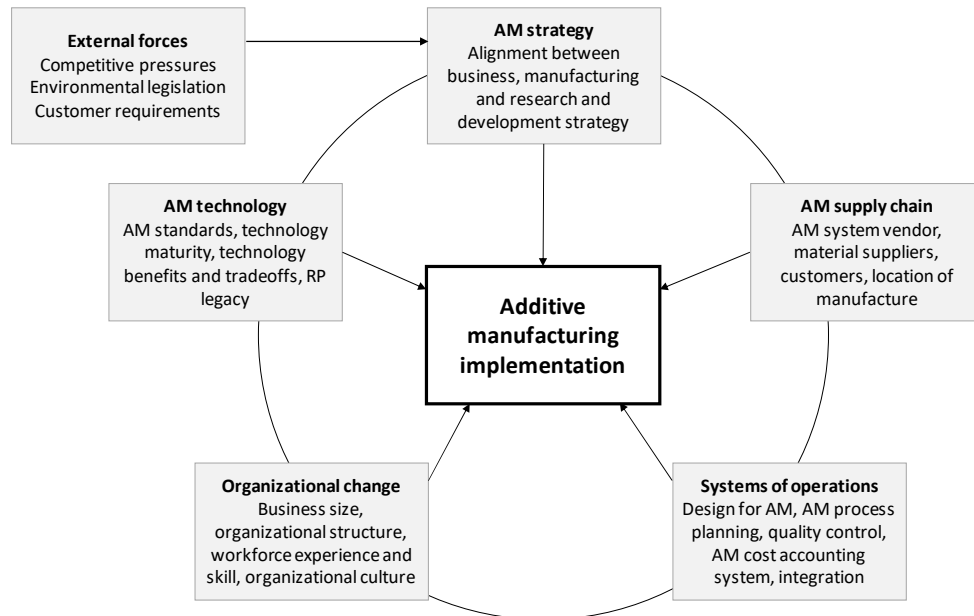 External forces
Competitive pressures
Environmental legislation
Customer requirements
AM strategy
Alignment between
business, manufacturing
and research and
development strategy
AM technology
AM standards, technology
maturity, technology
benefits and tradeoffs, RP
legacy
AM supply chain
AM system vendor,
material suppliers,
customers, location of
manufacture
Additive
manufacturing
implementation
Organizational change
Business size,
organizational structure,
workforce experience and
skill, organizational culture
Systems of operations
Design for AM, AM process
planning, quality control,
AM cost accounting
system, integration